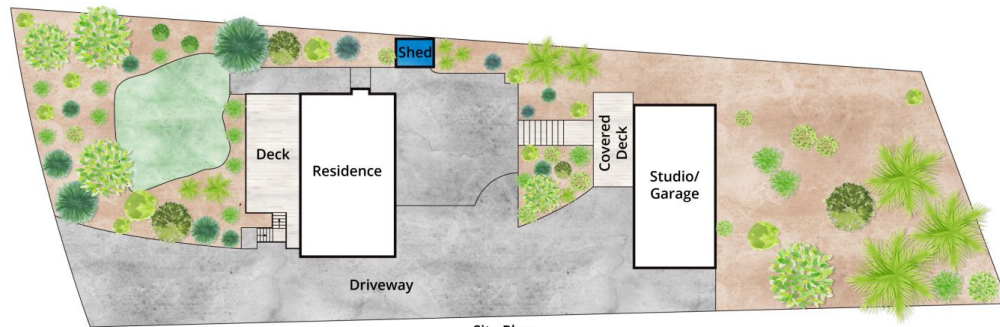 Shed
Deck
Residence
Covered
Deck
Studio/
Garage
Driveway